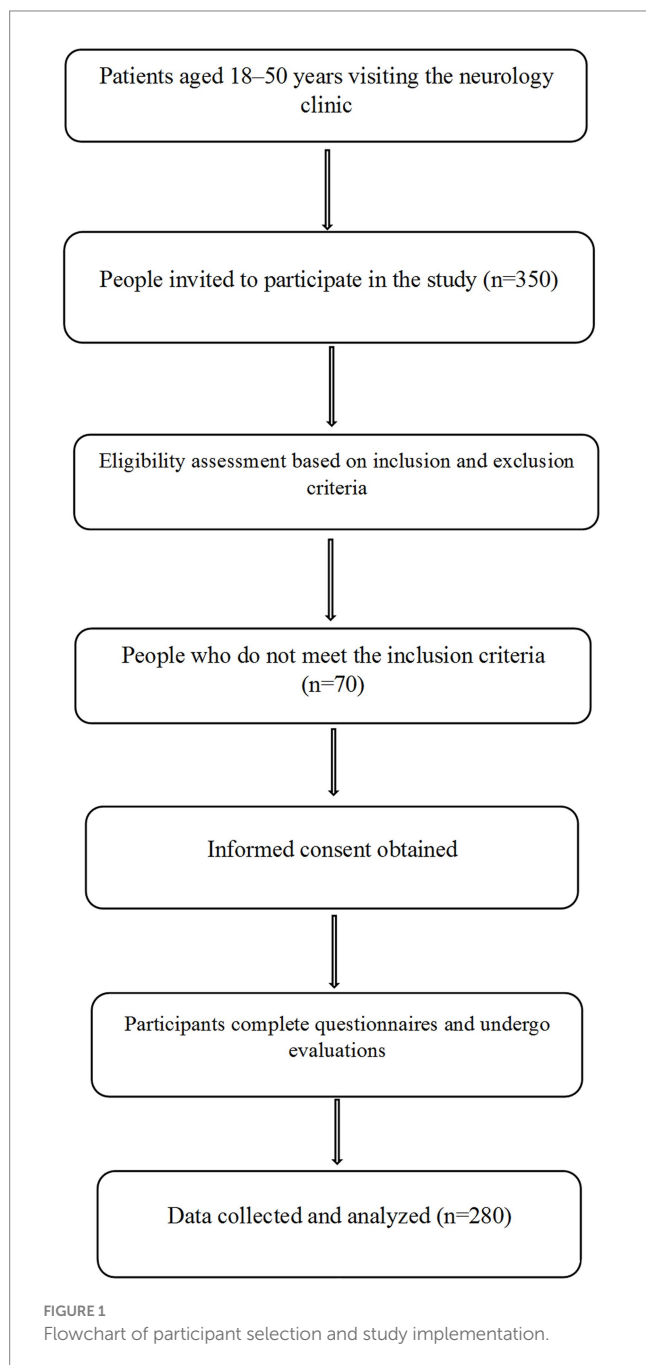 Patients aged 18–50 years visiting the neurology
clinic
People invited to participate in the study (n=350)
Eligibility assessment based on inclusion and exclusion
criteria
People who do not meet the inclusion criteria
(n=70)
Informed consent obtained
Participants complete questionnaires and undergo
evaluations
Data collected and analyzed (n=280)
FIGURE 1
Flowchart of participant selection and study implementation.